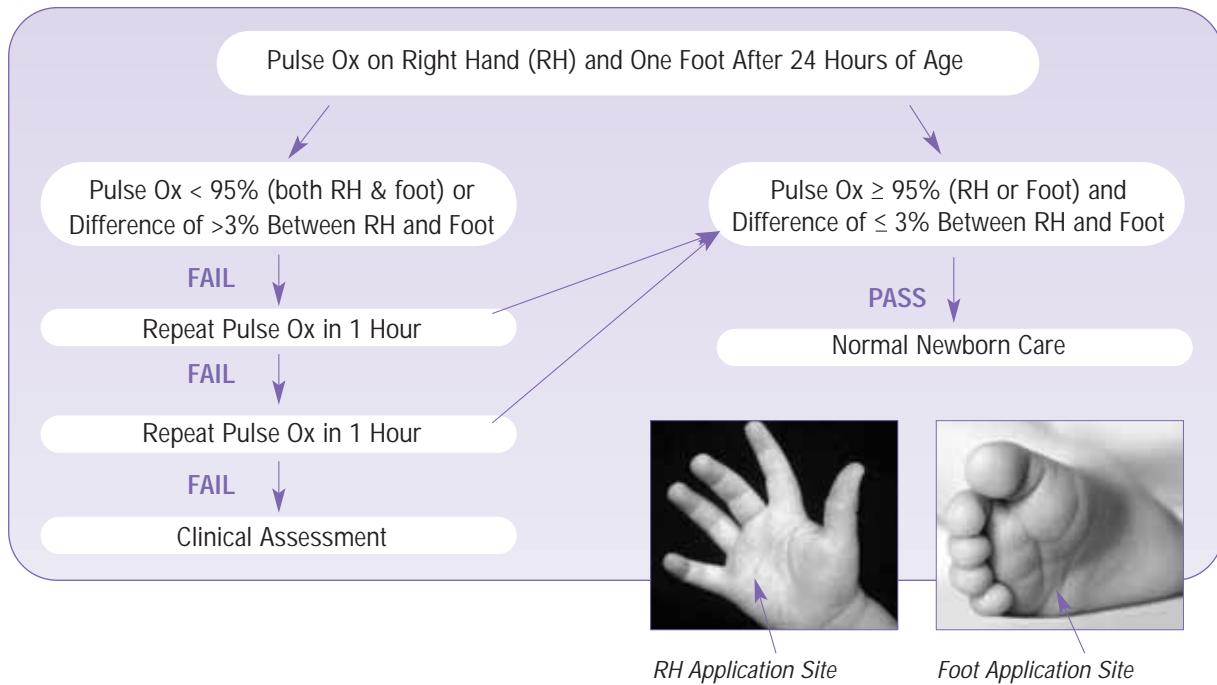 Pulse Ox on Right Hand (RH) and One Foot After 24 Hours of Age
Pulse Ox < 95% (both RH & foot) or
Difference of >3% Between RH and Foot
Pulse Ox ≥ 95% (RH or Foot) and
Difference of ≤ 3% Between RH and Foot
FAIL
Repeat Pulse Ox in 1 Hour
FAIL
Repeat Pulse Ox in 1 Hour
FAIL
Clinical Assessment
PASS
Normal Newborn Care
RH Application Site
Foot Application Site